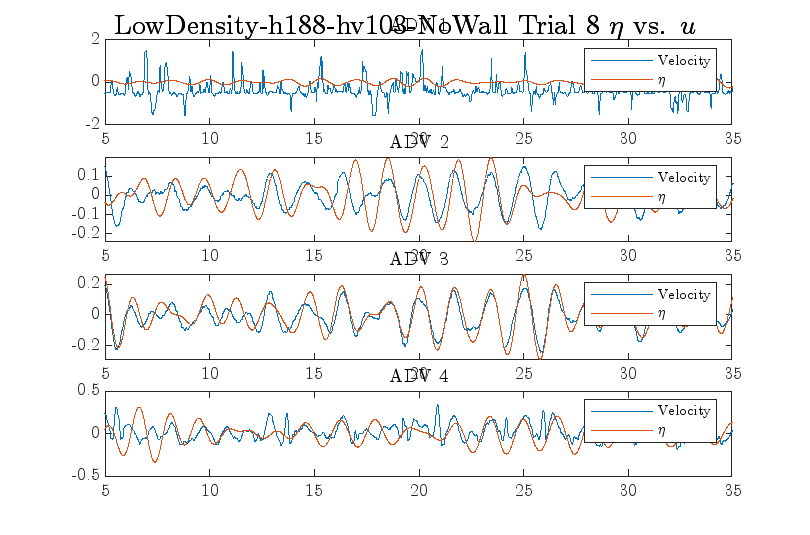 LowDensity-h188-hv108-NoWall Trial 8 η vs. u
ADV 1
2
0
-2
Velocity
η
5 10 15 20 25 30 35
ADV 2
0.1
0
-0.1
-0.2
Velocity
η
5 10 15 20 25 30 35
ADV 3
0.2
0
-0.2
Velocity
η
5 10 15 20 25 30 35
ADV 4
0.5
0
-0.5
Velocity
η
5 10 15 20 25 30 35